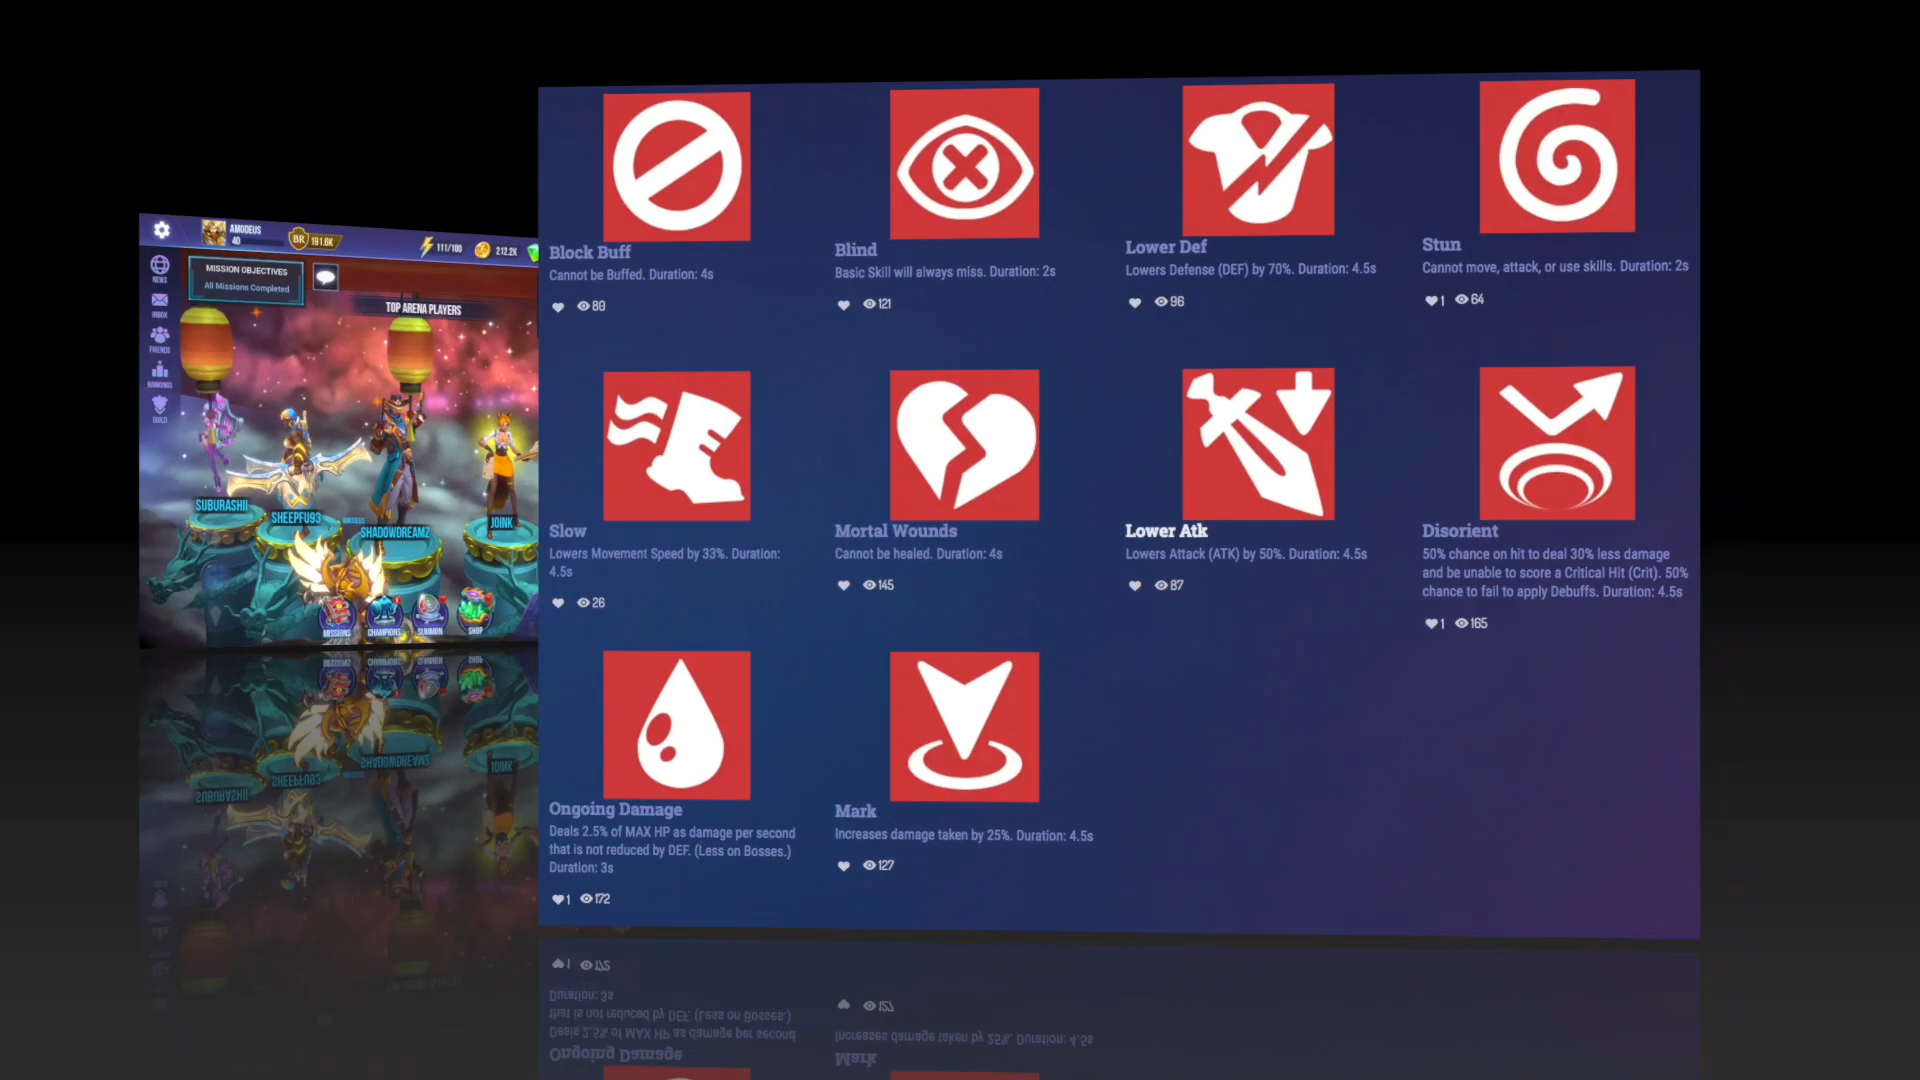 AMODEUS
40
BR 191.6K
111/100
212.2K
NEWS
INBOX
FRIENDS
RANKINGS
GUILD
MISSION OBJECTIVES
All Missions Completed
TOP ARENA PLAYERS
SUBURASHII
SHEEPFU93
AMODEUS
SHADOWDREAMZ
JOINK
MISSIONS
CHAMPIONS
SUMMON
SHOP
Block Buff
Cannot be Buffed. Duration: 4s
80
Blind
Basic Skill will always miss. Duration: 2s
121
Lower Def
Lowers Defense (DEF) by 70%. Duration: 4.5s
96
Stun
Cannot move, attack, or use skills. Duration: 2s
1 64
Slow
Lowers Movement Speed by 33%. Duration:
4.5s
26
Mortal Wounds
Cannot be healed. Duration: 4s
145
Lower Atk
Lowers Attack (ATK) by 50%. Duration: 4.5s
87
Disorient
50% chance on hit to deal 30% less damage
and be unable to score a Critical Hit (Crit). 50%
chance to fail to apply Debuffs. Duration: 4.5s
1 165
Ongoing Damage
Deals 2.5% of MAX HP as damage per second
that is not reduced by DEF. (Less on Bosses.)
Duration: 3s
1 172
Mark
Increases damage taken by 25%. Duration: 4.5s
127